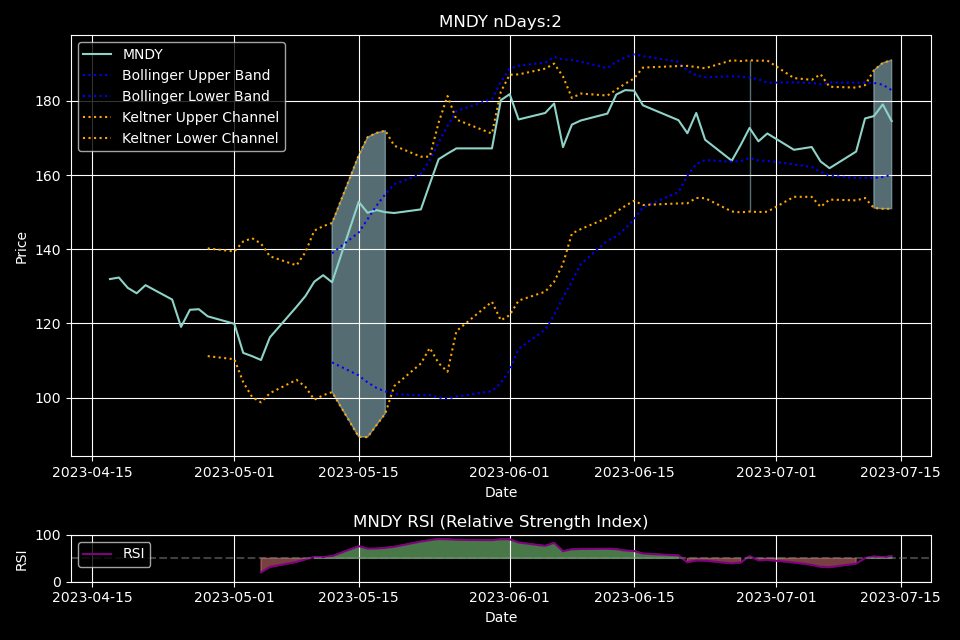 MNDY nDays:2
MNDY
Bollinger Upper Band
Bollinger Lower Band
Keltner Upper Channel
Keltner Lower Channel
Price
180
160
140
120
100
2023-04-15 2023-05-01 2023-05-15 2023-06-01 2023-06-15 2023-07-01 2023-07-15
Date
MNDY RSI (Relative Strength Index)
RSI
100
0
RSI
2023-04-15 2023-05-01 2023-05-15 2023-06-01 2023-06-15 2023-07-01 2023-07-15
Date